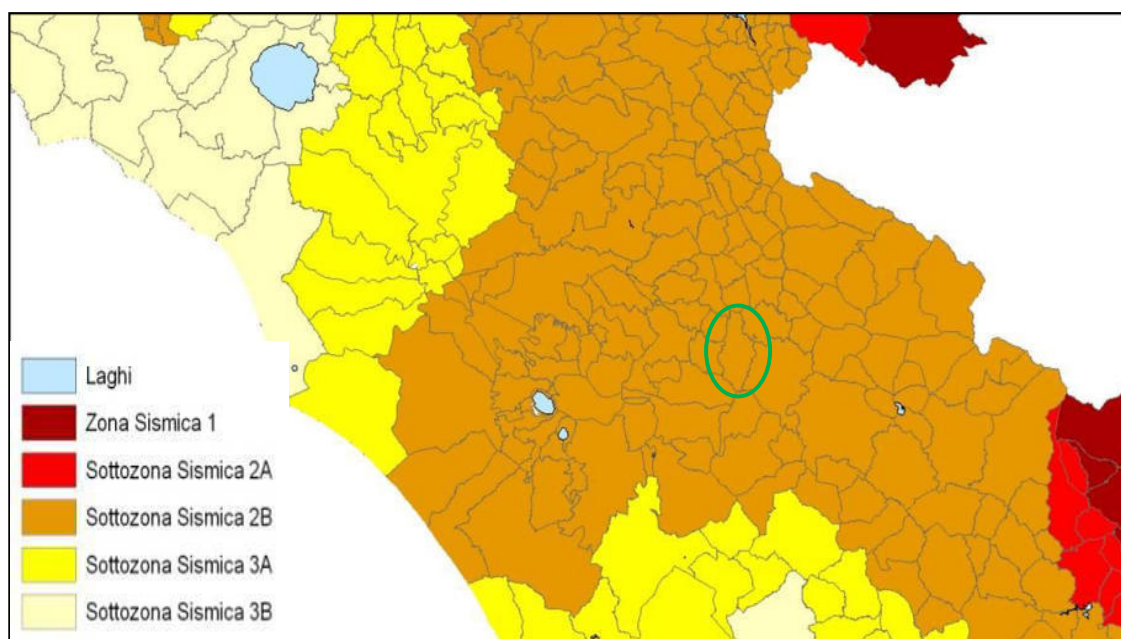 Laghi
Zona Sismica 1
Sottozona Sismica 2A
Sottozona Sismica 2B
Sottozona Sismica 3A
Sottozona Sismica 3B